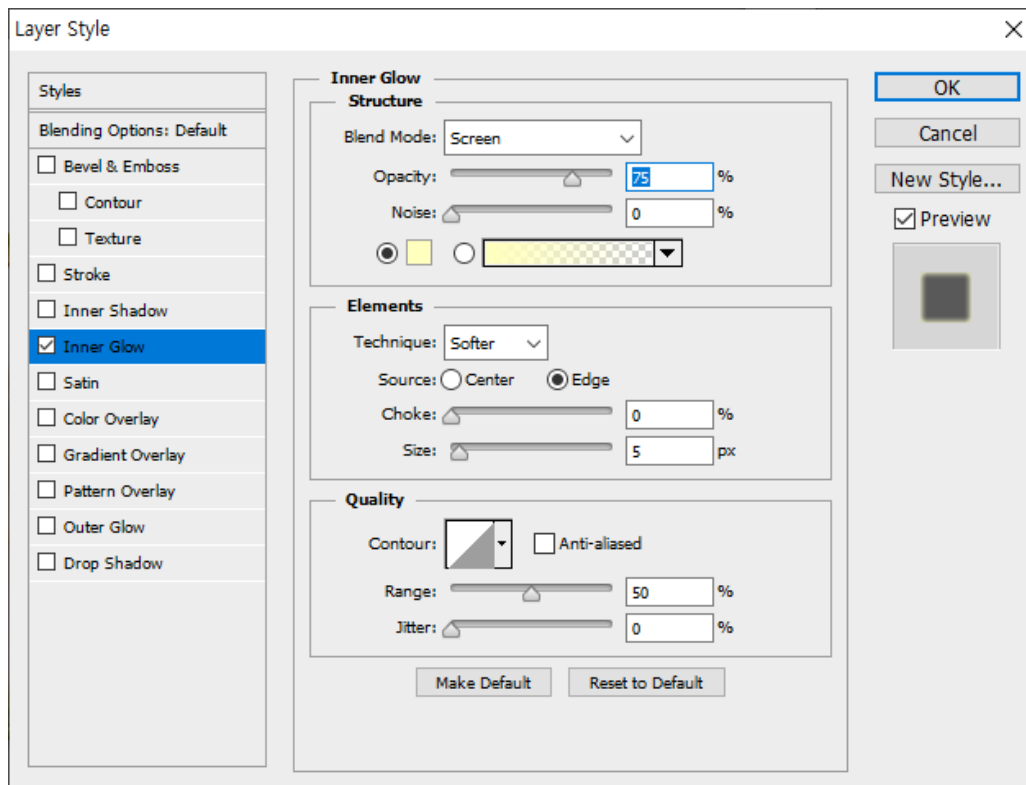 Layer Style
Styles
Blending Options: Default
Bevel & Emboss
Contour
Texture
Stroke
Inner Shadow
Inner Glow
Satin
Color Overlay
Gradient Overlay
Pattern Overlay
Outer Glow
Drop Shadow
Inner Glow
Structure
Blend Mode: Screen
Opacity: 75 %
Noise: 0 %
Elements
Technique: Softer
Source: Center Edge
Choke: 0 %
Size: 5 px
Quality
Contour: Anti-aliased
Range: 50 %
Jitter: 0 %
Make Default Reset to Default
OK
Cancel
New Style...
Preview